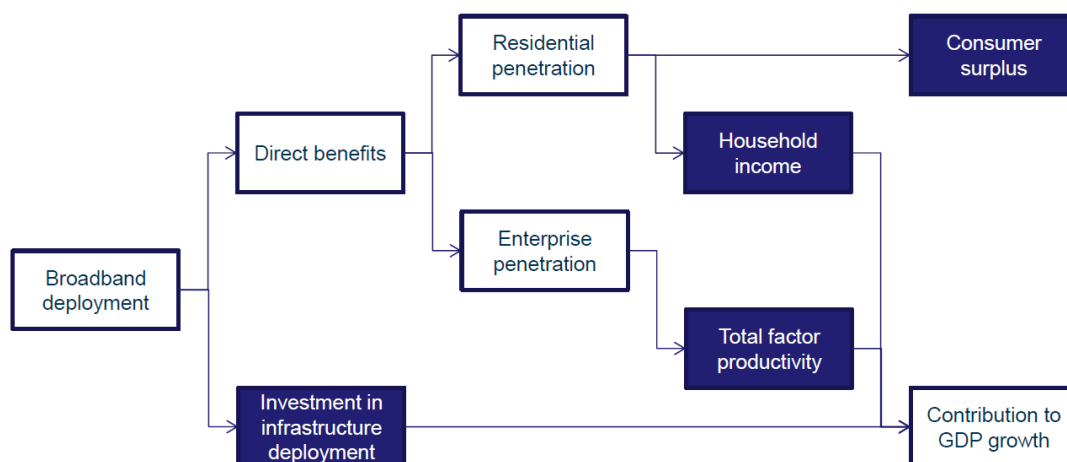 Residential
penetration
Consumer
surplus
Direct benefits
Household
income
Enterprise
penetration
Broadband
deployment
Total factor
productivity
Investment in
infrastructure
deployment
Contribution to
GDP growth